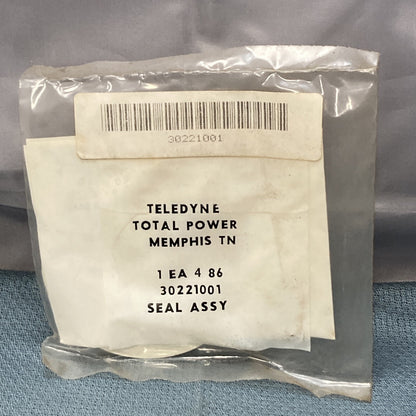 30221001
TELEDYNE
TOTAL POWER
MEMPHIS TN
1 EA 4 86
30221001
SEAL ASSY